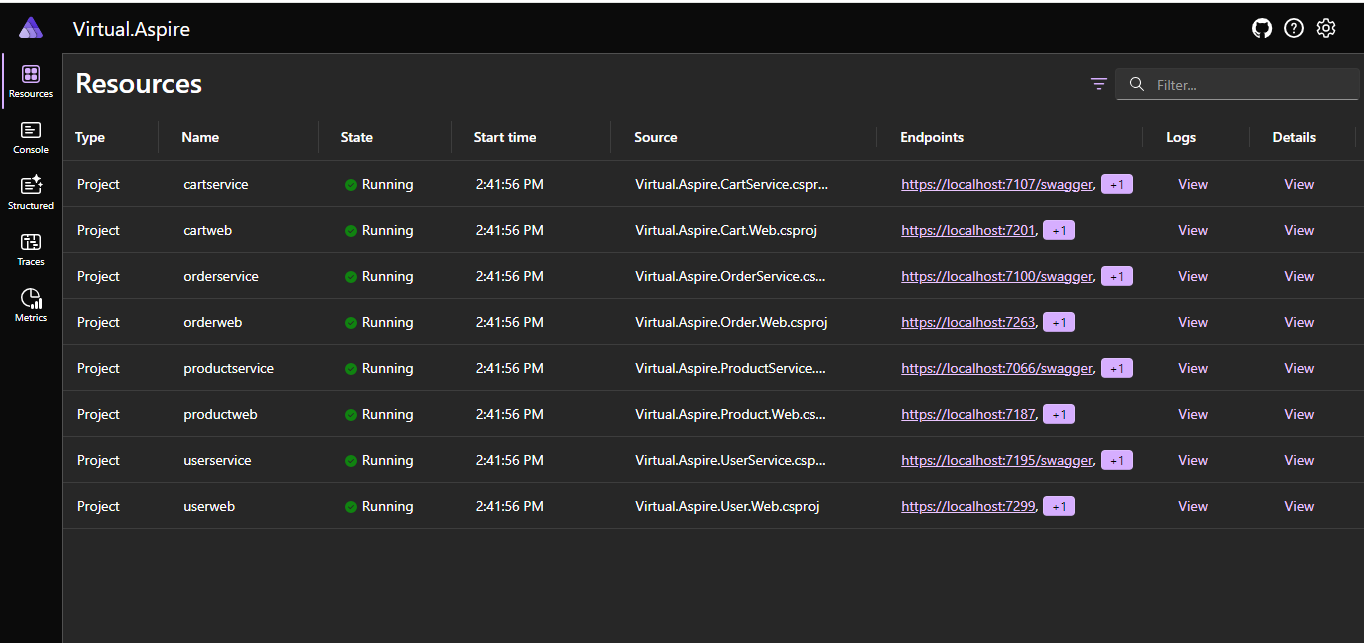 Virtual.Aspire
Resources
Console
Structured
Traces
Metrics
Resources
Filter...
Type Name State Start time Source Endpoints Logs Details
Project cartservice Running 2:41:56 PM Virtual.Aspire.CartService.cspr... https://localhost:7107/swagger, +1 View View
Project cartweb Running 2:41:56 PM Virtual.Aspire.Cart.Web.csproj https://localhost:7201, +1 View View
Project orderservice Running 2:41:56 PM Virtual.Aspire.OrderService.cs... https://localhost:7100/swagger, +1 View View
Project orderweb Running 2:41:56 PM Virtual.Aspire.Order.Web.csproj https://localhost:7263, +1 View View
Project productservice Running 2:41:56 PM Virtual.Aspire.ProductService.... https://localhost:7066/swagger, +1 View View
Project productweb Running 2:41:56 PM Virtual.Aspire.Product.Web.cs... https://localhost:7187, +1 View View
Project userservice Running 2:41:56 PM Virtual.Aspire.UserService.csp... https://localhost:7195/swagger, +1 View View
Project userweb Running 2:41:56 PM Virtual.Aspire.User.Web.csproj https://localhost:7299, +1 View View